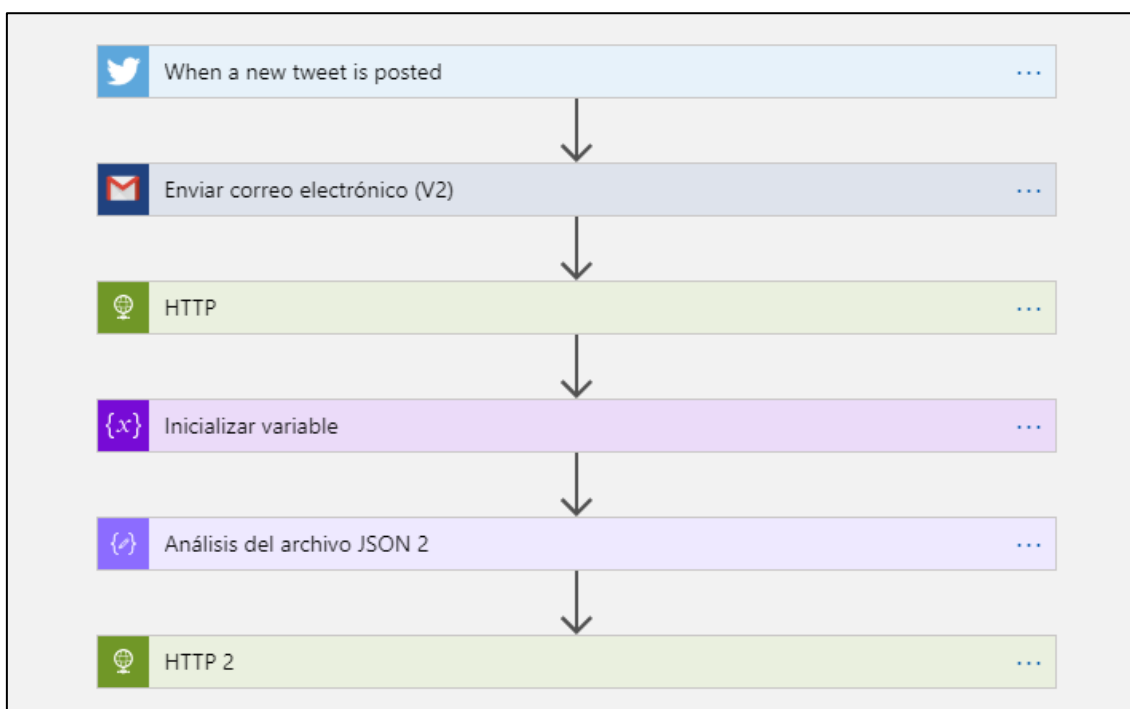 When a new tweet is posted
Enviar correo electrónico (V2)
HTTP
{x} Inicializar variable
Análisis del archivo JSON 2
HTTP 2